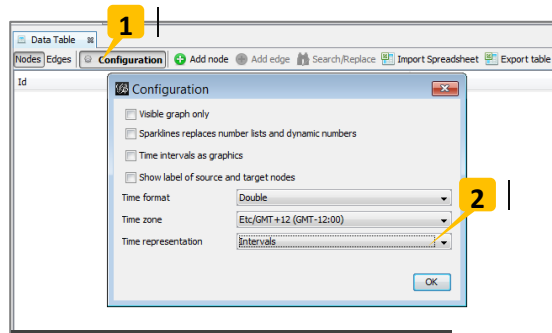 1
Data Table
Nodes Edges Configuration Add node Add edge Search/Replace Import Spreadsheet Export table
Id
Configuration
Visible graph only
Sparklines replaces number lists and dynamic numbers
Time intervals as graphics
Show label of source and target nodes
Time format Double
2
Time zone Etc/GMT+12 (GMT-12:00)
Time representation Intervals
OK